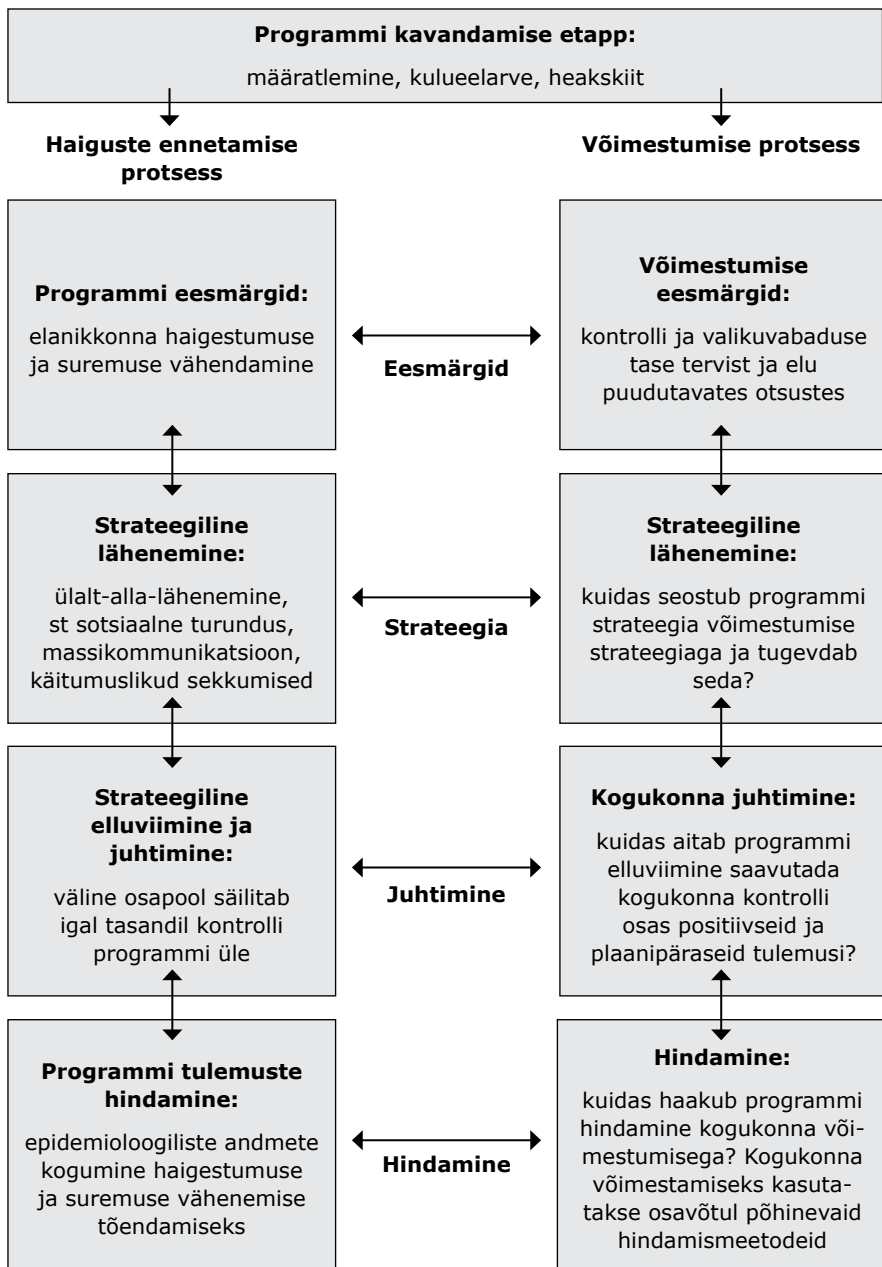 Programmi kavandamise etapp:
määratlemine, kulueelarve, heakskiit
Haiguste ennetamise
protsess
Võimestumise protsess
Programmi eesmärgid:
elanikkonna haigestumuse
ja suremuse vähendamine
Eesmärgid
Võimestumise
eesmärgid:
kontrolli ja valikuvabaduse
tase tervist ja elu
puudutavates otsustes
Strateegiline
lähenemine:
ülalt-alla-lähenemine,
st sotsiaalne turundus,
massikommunikatsioon,
käitumuslikud sekkumised
Strateegia
Strateegiline
lähenemine:
kuidas seostub programmi
strateegia võimestumise
strateegiaga ja tugevdab
seda?
Strateegiline
elluviimine ja
juhtimine:
väline osapool säilitab
igal tasandil kontrolli
programmi üle
Juhtimine
Kogukonna juhtimine:
kuidas aitab programmi
elluviimine saavutada
kogukonna kontrolli
osas positiivseid ja
plaanipäraseid tulemusi?
Programmi tulemuste
hindamine:
epidemioloogiliste andmete
kogumine haigestumuse
ja suremuse vähenemise
tõendamiseks
Hindamine
Hindamine:
kuidas haakub programmi
hindamine kogukonna või-
mestumisega? Kogukonna
võimestamiseks kasuta-
takse osavõtul põhinevaid
hindamismeetodeid